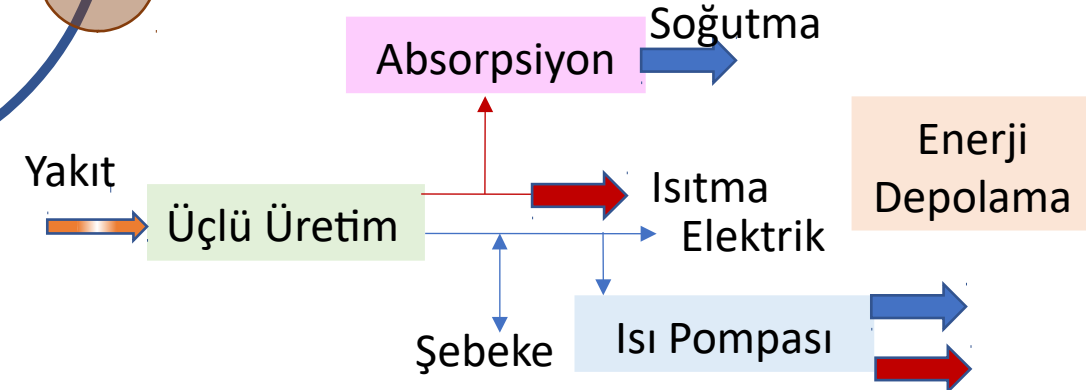 Soğutma
Absorpsiyon
Enerji
Depolama
Yakıt
Isıtma
Üçlü Üretim
Elektrik
Şebeke
Isı Pompası